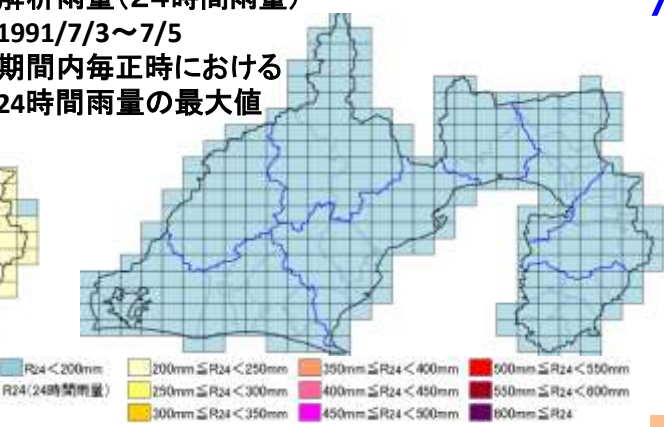 解析雨量(24時間雨量)
1991/7/3～7/5
期間内毎正時における
24時間雨量の最大値
R24＜200mm
200mm≦R24＜250mm
350mm≦R24＜400mm
500mm≦R24＜550mm
R24(24時間雨量)
250mm≦R24＜300mm
400mm≦R24＜450mm
550mm≦R24＜600mm
300mm≦R24＜350mm
450mm≦R24＜500mm
600mm≦R24